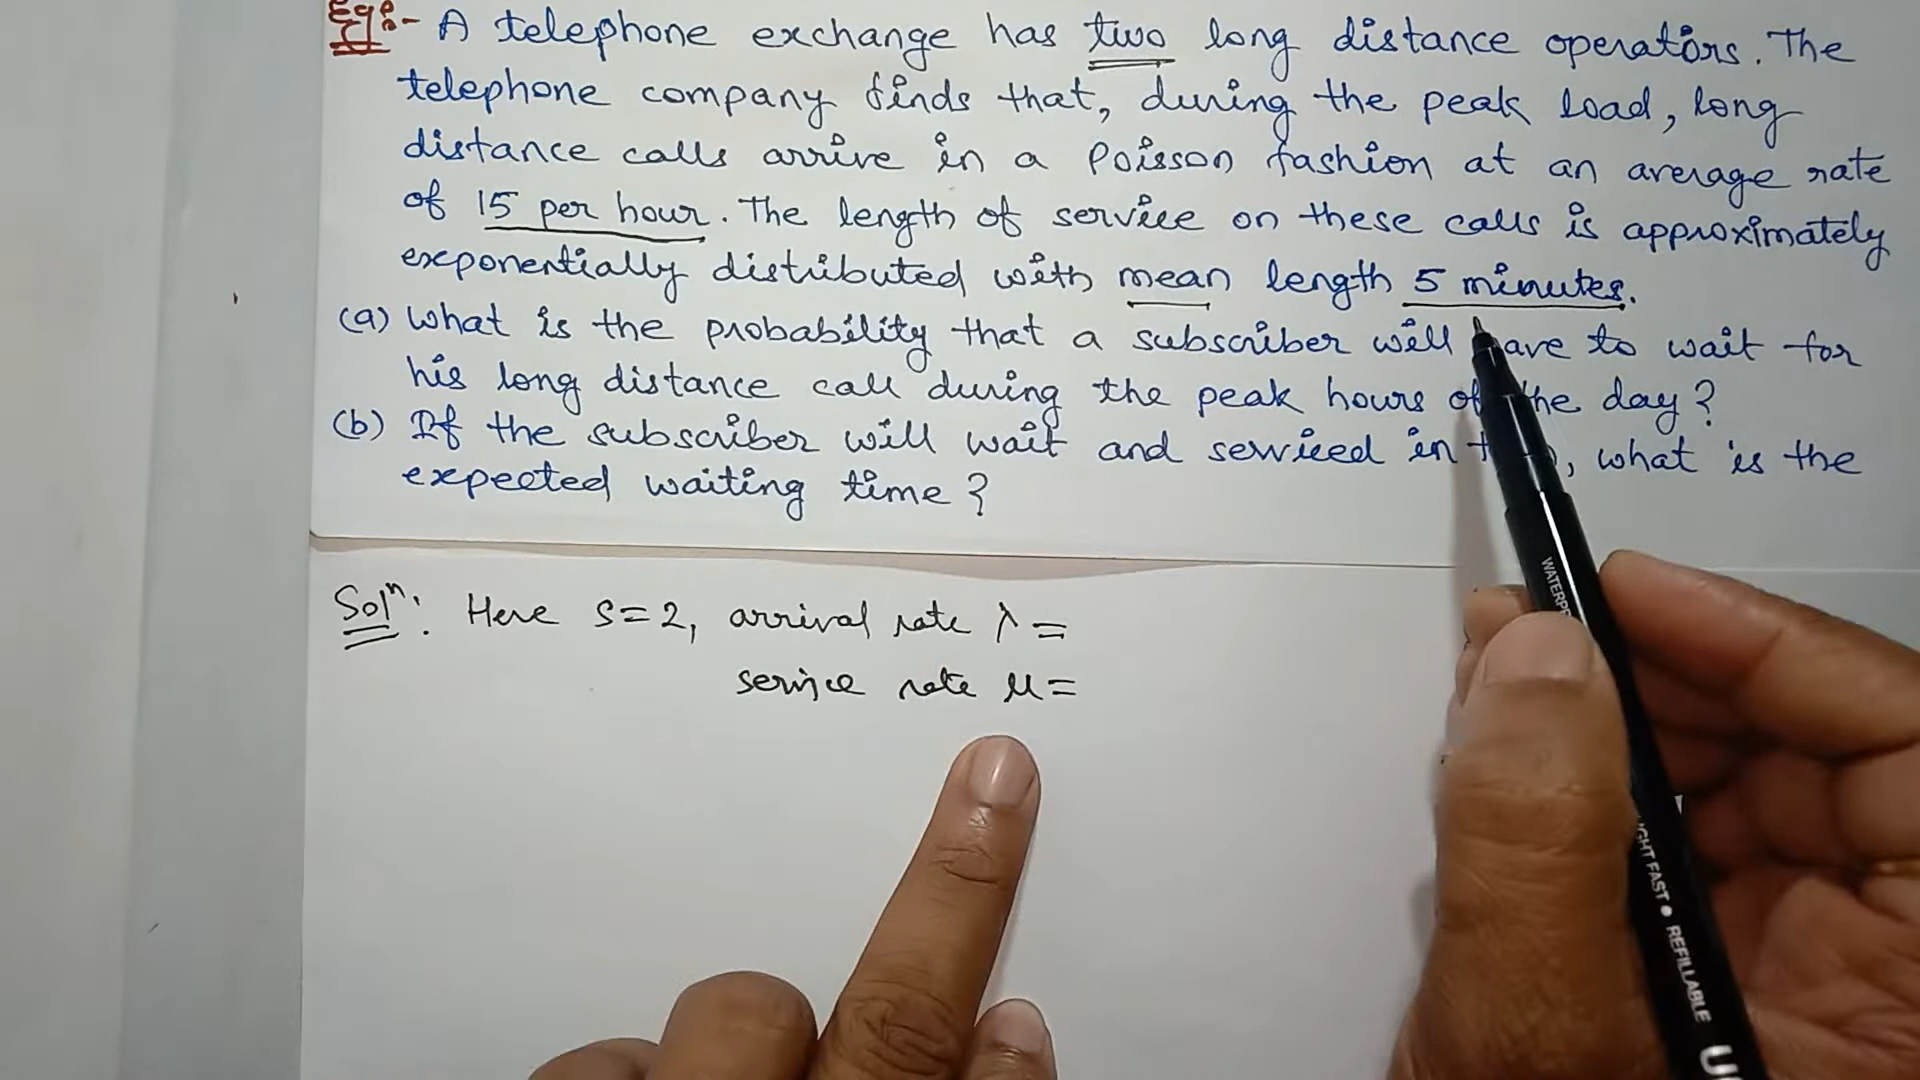 Eg:- A telephone exchange has two long distance operators. The
telephone company finds that, during the peak load, long
distance calls arrive in a Poisson fashion at an average rate
of 15 per hour. The length of service on these calls is approximately
exponentially distributed with mean length 5 minutes.
(a) What is the probability that a subscriber will have to wait for
his long distance call during the peak hours of the day?
(b) If the subscriber will wait and serviced in, what is the
expected waiting time?
Solⁿ: Here S=2, arrival rate λ=
service rate μ=
WATERP
IGHT FAST • REFILLABLE